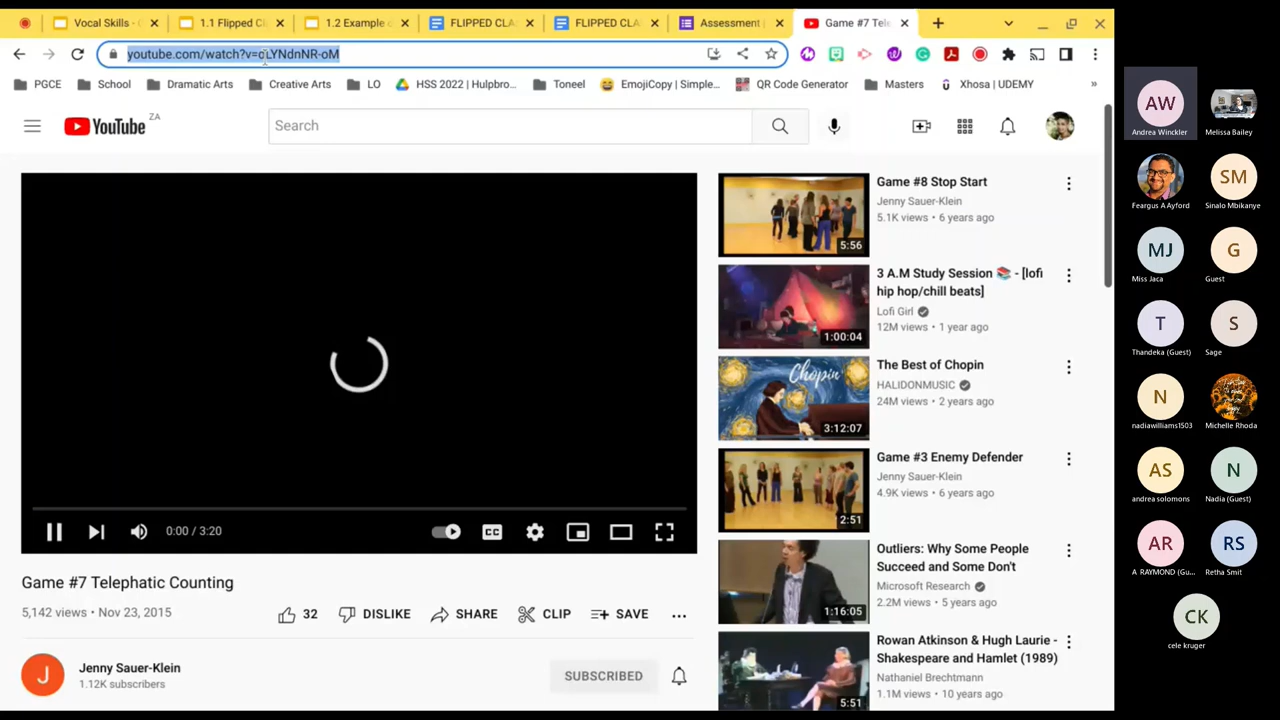 Vocal Skills - 
1.1 Flipped Cl
1.2 Example 
FLIPPED CLA
FLIPPED CLA
Assessment
Game #7 Tele
youtube.com/watch?v=oLYNdnNR-oM
PGCE
School
Dramatic Arts
Creative Arts
LO
HSS 2022 | Hulpbro...
Toneel
EmojiCopy | Simple...
QR Code Generator
Masters
Xhosa | UDEMY
»
YouTube ZA
Search
0:00 / 3:20
CC
Game #7 Telephatic Counting
5,142 views • Nov 23, 2015
32
DISLIKE
SHARE
CLIP
SAVE
...
J
Jenny Sauer-Klein
1.12K subscribers
SUBSCRIBED
Game #8 Stop Start
Jenny Sauer-Klein
5.1K views • 6 years ago
5:56
3 A.M Study Session 📚 - [lofi
hip hop/chill beats]
Lofi Girl
12M views • 1 year ago
1:00:04
The Best of Chopin
HALIDONMUSIC
24M views • 2 years ago
Chopin
3:12:07
Game #3 Enemy Defender
Jenny Sauer-Klein
4.9K views • 6 years ago
2:51
Outliers: Why Some People
Succeed and Some Don't
Microsoft Research
2.2M views • 5 years ago
1:16:05
Rowan Atkinson & Hugh Laurie -
Shakespeare and Hamlet (1989)
Nathaniel Brechtmann
1.1M views • 10 years ago
5:51
AW
Andrea Winckler
Melissa Bailey
Feargus A Ayford
SM
Sinalo Mbikanye
MJ
Miss Jaca
G
Guest
T
Thandeka (Guest)
S
Sage
N
nadiawilliams1503
Michelle Rhoda
AS
andrea solomons
N
Nadia (Guest)
AR
A RAYMOND (Gu...
RS
Retha Smit
CK
cele kruger